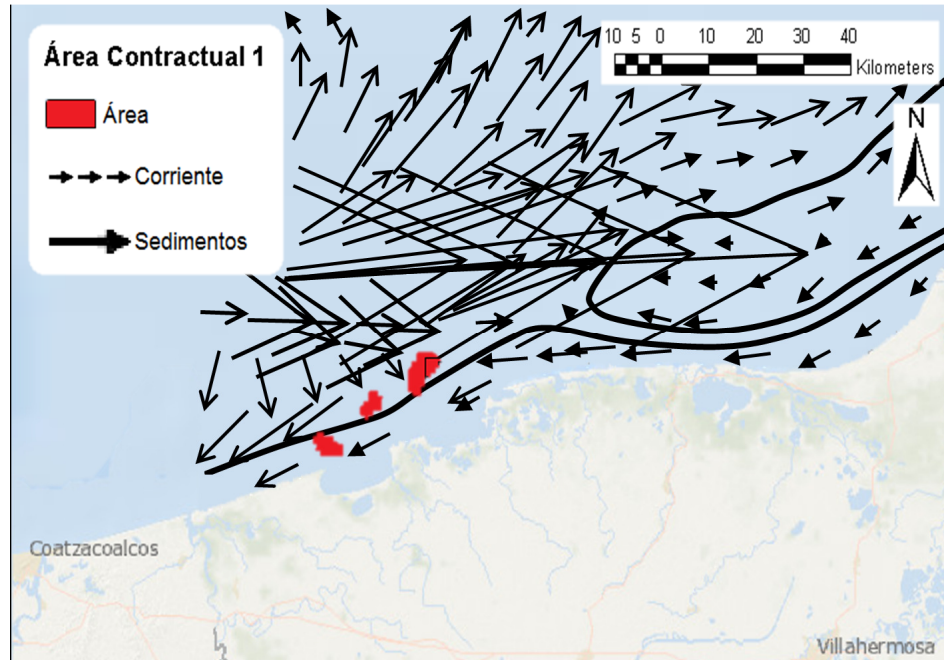 Área Contractual 1
Área
Corriente
Sedimentos
10 5 0 10 20 30 40
Kilometers
N
Coatzacoalcos
Villahermosa